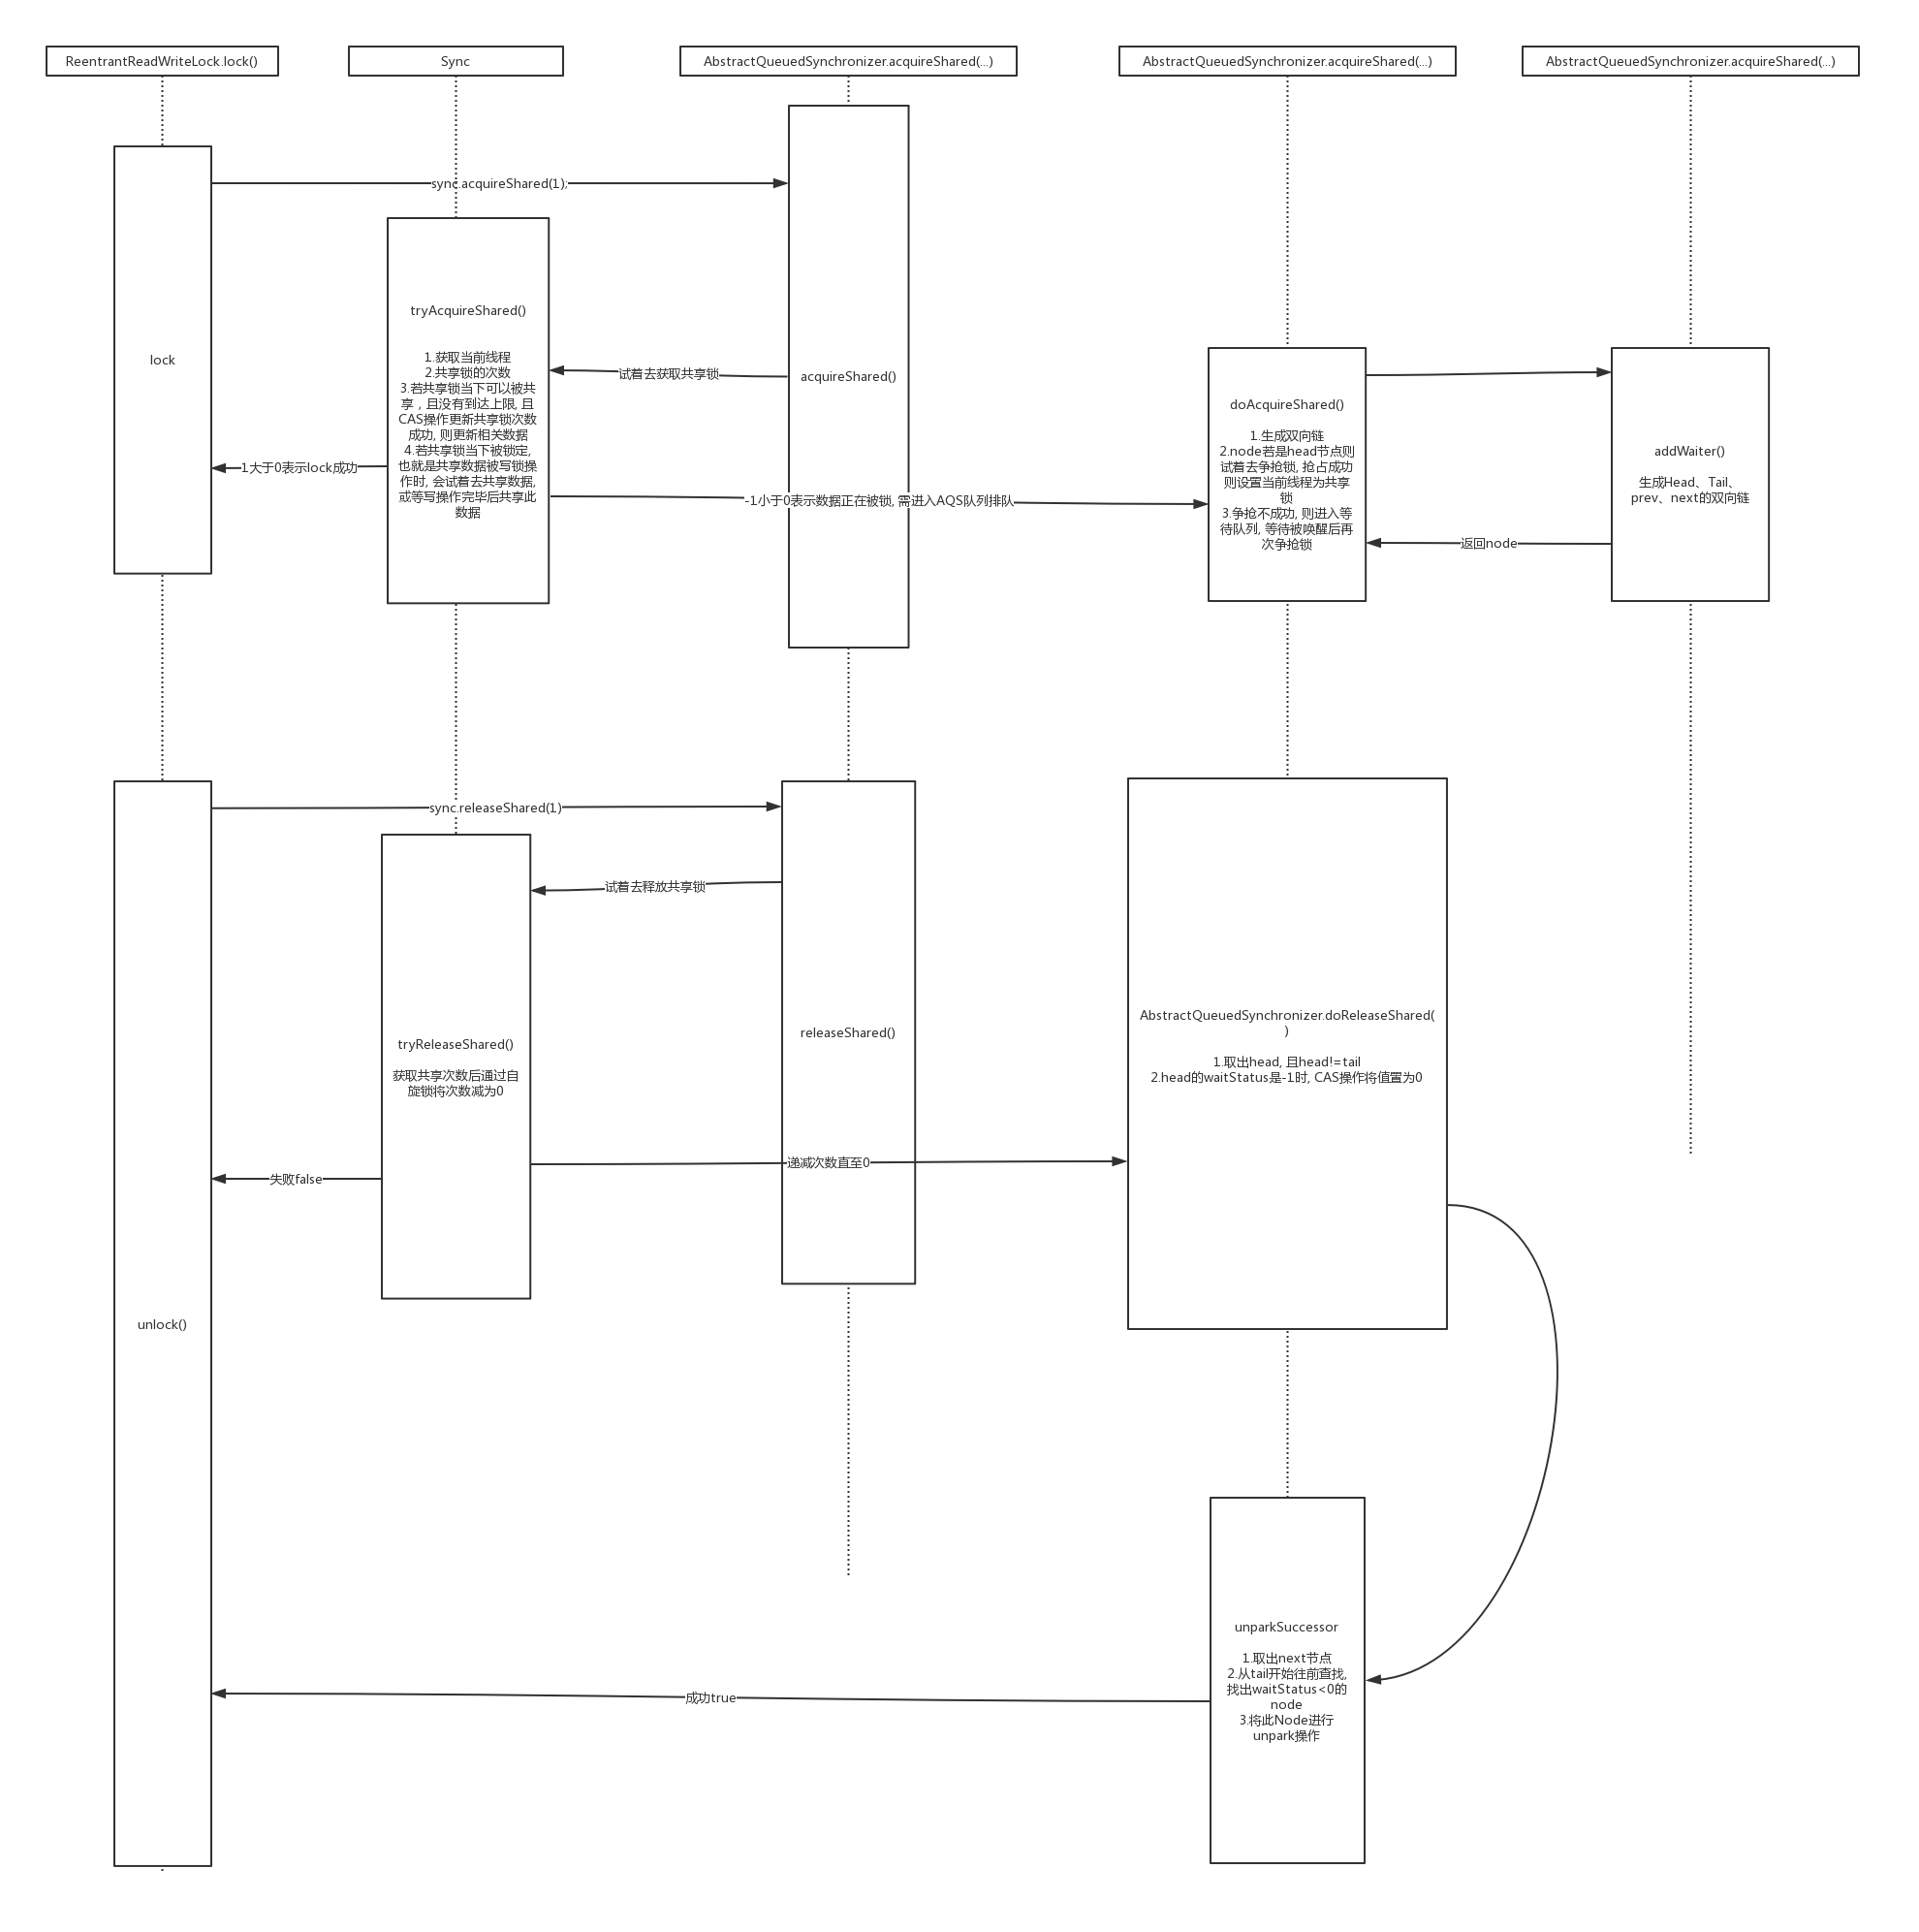 ReentrantReadWriteLock.lock()
Sync
AbstractQueuedSynchronizer.acquireShared(...)
AbstractQueuedSynchronizer.acquireShared(...)
AbstractQueuedSynchronizer.acquireShared(...)
sync.acquireShared(1);
lock
tryAcquireShared()
1.获取当前线程
2.共享锁的次数
3.若共享锁当下可以被共
享，且没有到达上限, 且
CAS操作更新共享锁次数
成功, 则更新相关数据
4.若共享锁当下被锁定,
也就是共享数据被写锁操
作时, 会试着去共享数据,
或等写操作完毕后共享此
数据
试着去获取共享锁
acquireShared()
1大于0表示lock成功
-1小于0表示数据正在被锁, 需进入AQS队列排队
doAcquireShared()
1.生成双向链
2.node若是head节点则
试着去争抢锁, 抢占成功
则设置当前线程为共享
锁
3.争抢不成功, 则进入等
待队列, 等待被唤醒后再
次争抢锁
addWaiter()
生成Head、Tail、
prev、next的双向链
返回node
sync.releaseShared(1)
试着去释放共享锁
releaseShared()
tryReleaseShared()
获取共享次数后通过自
旋锁将次数减为0
AbstractQueuedSynchronizer.doReleaseShared(
)
1.取出head, 且head!=tail
2.head的waitStatus是-1时, CAS操作将值置为0
递减次数直至0
失败false
unlock()
unparkSuccessor
1.取出next节点
2.从tail开始往前查找,
找出waitStatus<0的
node
3.将此Node进行
unpark操作
成功true